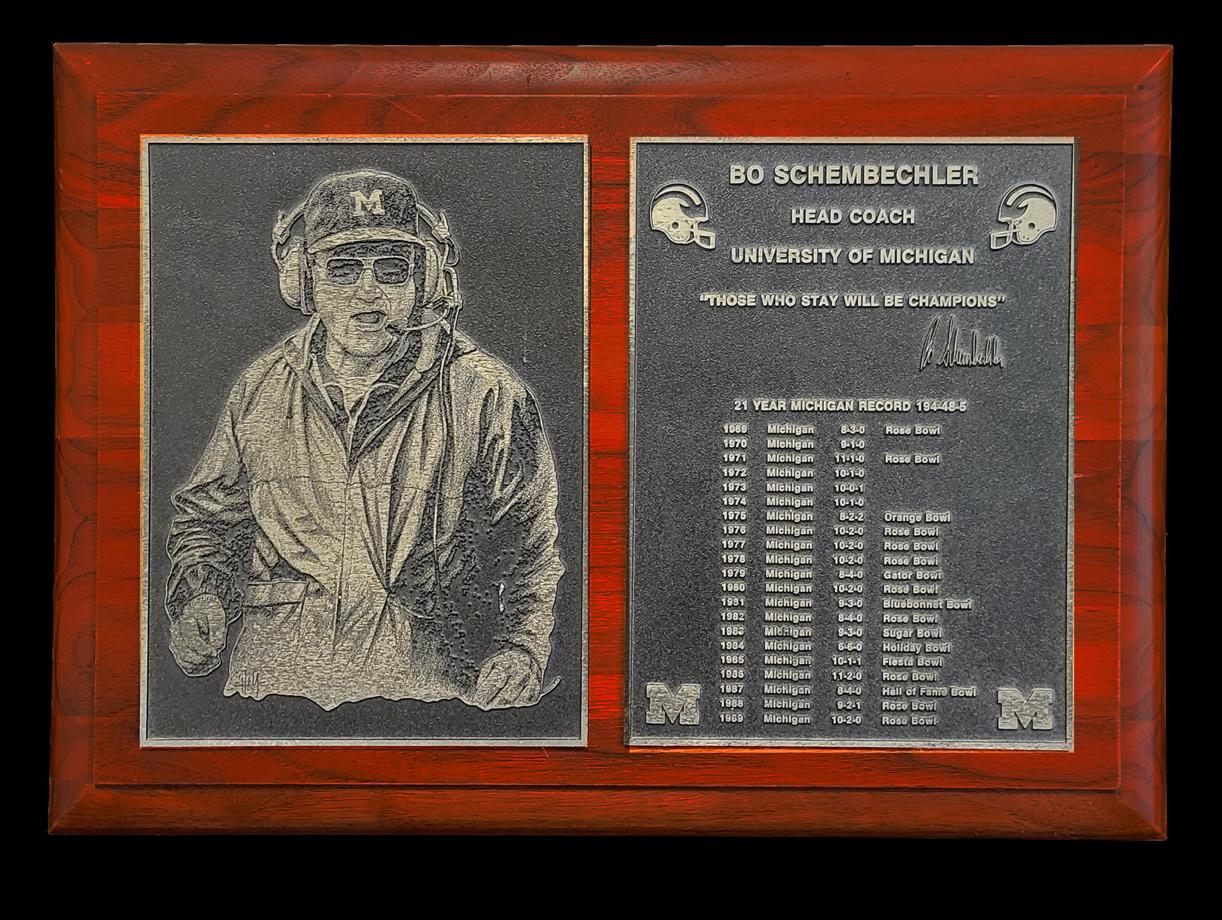 M
BO SCHEMBECHLER
HEAD COACH
UNIVERSITY OF MICHIGAN
“THOSE WHO STAY WILL BE CHAMPIONS”
Bo Schembechler
21 YEAR MICHIGAN RECORD 194-48-5
1969 Michigan 8-3-0 Rose Bowl
1970 Michigan 9-1-0
1971 Michigan 11-1-0 Rose Bowl
1972 Michigan 10-1-0
1973 Michigan 10-0-1
1974 Michigan 10-1-0
1975 Michigan 8-2-2 Orange Bowl
1976 Michigan 10-2-0 Rose Bowl
1977 Michigan 10-2-0 Rose Bowl
1978 Michigan 10-2-0 Rose Bowl
1979 Michigan 8-4-0 Gator Bowl
1980 Michigan 10-2-0 Rose Bowl
1981 Michigan 9-3-0 Bluebonnet Bowl
1982 Michigan 8-4-0 Rose Bowl
1983 Michigan 9-3-0 Sugar Bowl
1984 Michigan 6-6-0 Holiday Bowl
1985 Michigan 10-1-1 Fiesta Bowl
1986 Michigan 11-2-0 Rose Bowl
1987 Michigan 8-4-0 Hall of Fame Bowl
1988 Michigan 9-2-1 Rose Bowl
1989 Michigan 10-2-0 Rose Bowl
M M